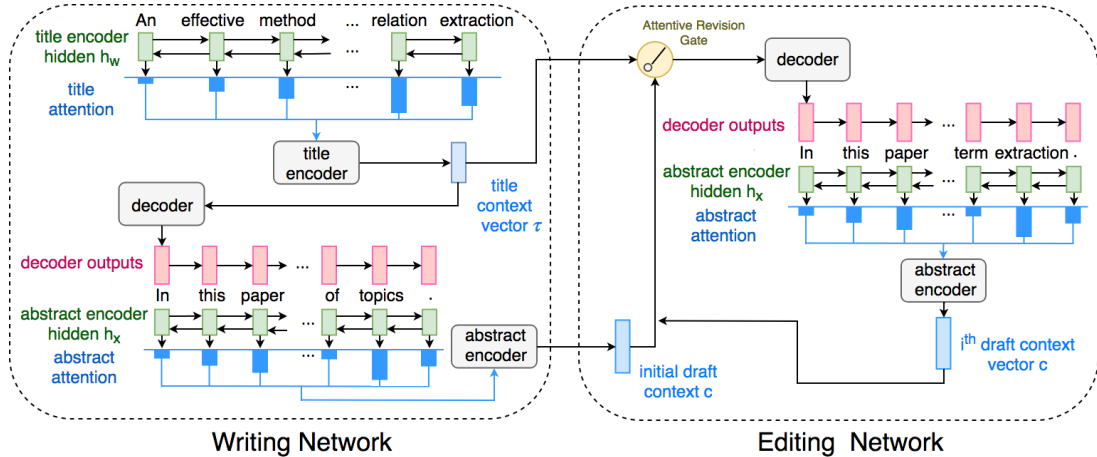 An effective method ... relation extraction
title encoder
hidden h_w
...
...
title
attention
title
encoder
title
context
vector τ
decoder
decoder outputs
...
In this paper of topics .
abstract encoder
hidden h_x
...
abstract
attention
...
abstract
encoder
Writing Network
Attentive Revision
Gate
decoder
decoder outputs
...
In this paper term extraction .
abstract encoder
hidden h_x
...
abstract
attention
...
abstract
encoder
i^th draft context
vector c
initial draft
context c
Editing Network